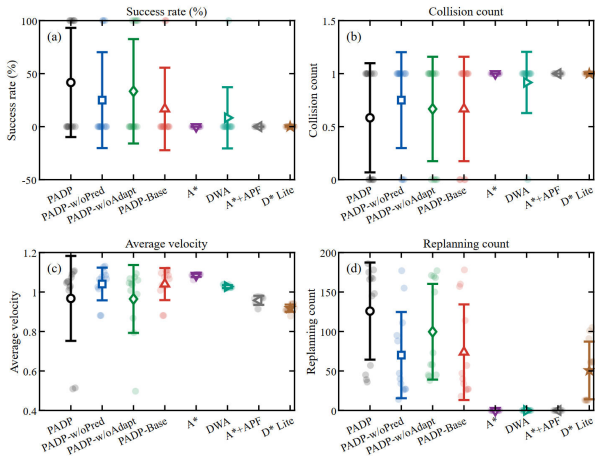 Success rate (%)
(a)
Success rate (%)
100
50
0
-50
PADP
PADP-w/oPred
PADP-w/oAdapt
PADP-Base
A*
DWA
A*+APF
D* Lite
Collision count
(b)
Collision count
1.5
1
0.5
0
PADP
PADP-w/oPred
PADP-w/oAdapt
PADP-Base
A*
DWA
A*+APF
D* Lite
Average velocity
(c)
Average velocity
1.2
1
0.8
0.6
0.4
PADP
PADP-w/oPred
PADP-w/oAdapt
PADP-Base
A*
DWA
A*+APF
D* Lite
Replanning count
(d)
Replanning count
200
150
100
50
0
PADP
PADP-w/oPred
PADP-w/oAdapt
PADP-Base
A*
DWA
A*+APF
D* Lite